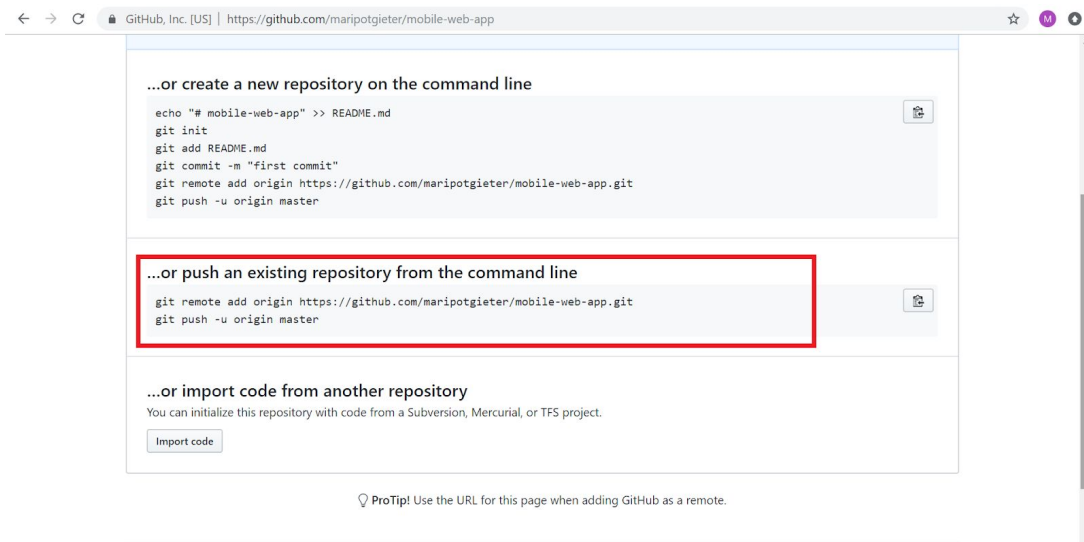 GitHub, Inc. [US] | https://github.com/maripotgieter/mobile-web-app
M
...or create a new repository on the command line
echo "# mobile-web-app" >> README.md
git init
git add README.md
git commit -m "first commit"
git remote add origin https://github.com/maripotgieter/mobile-web-app.git
git push -u origin master
...or push an existing repository from the command line
git remote add origin https://github.com/maripotgieter/mobile-web-app.git
git push -u origin master
...or import code from another repository
You can initialize this repository with code from a Subversion, Mercurial, or TFS project.
Import code
ProTip! Use the URL for this page when adding GitHub as a remote.